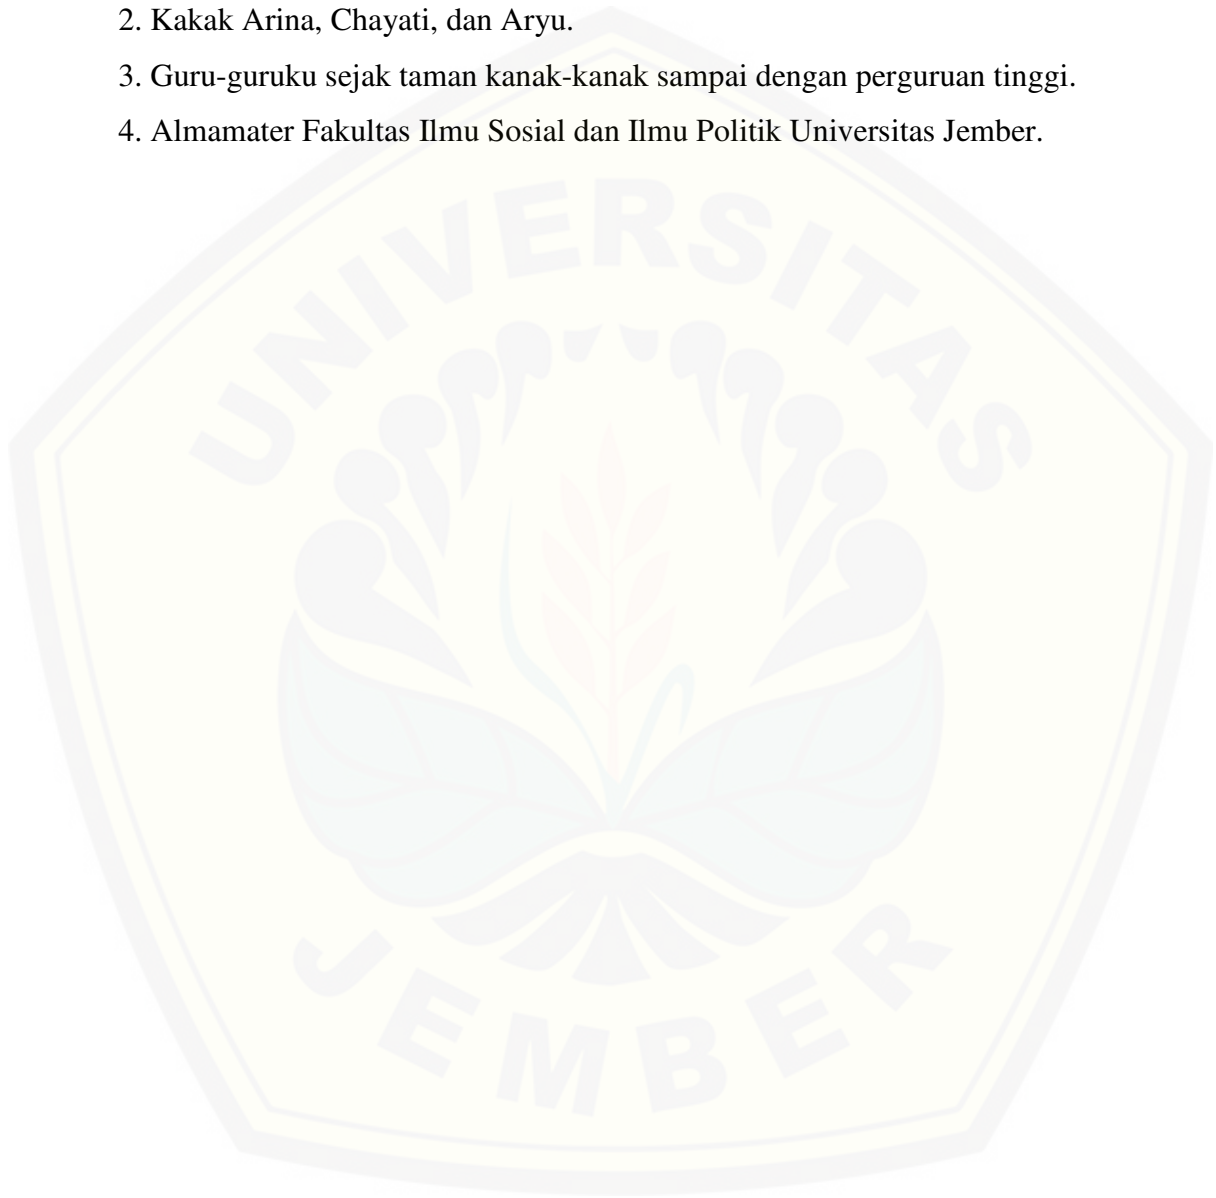 2. Kakak Arina, Chayati, dan Aryu.
3. Guru-guruku sejak taman kanak-kanak sampai dengan perguruan tinggi.
4. Almamater Fakultas Ilmu Sosial dan Ilmu Politik Universitas Jember.
UNIVERSITAS
JEMBER